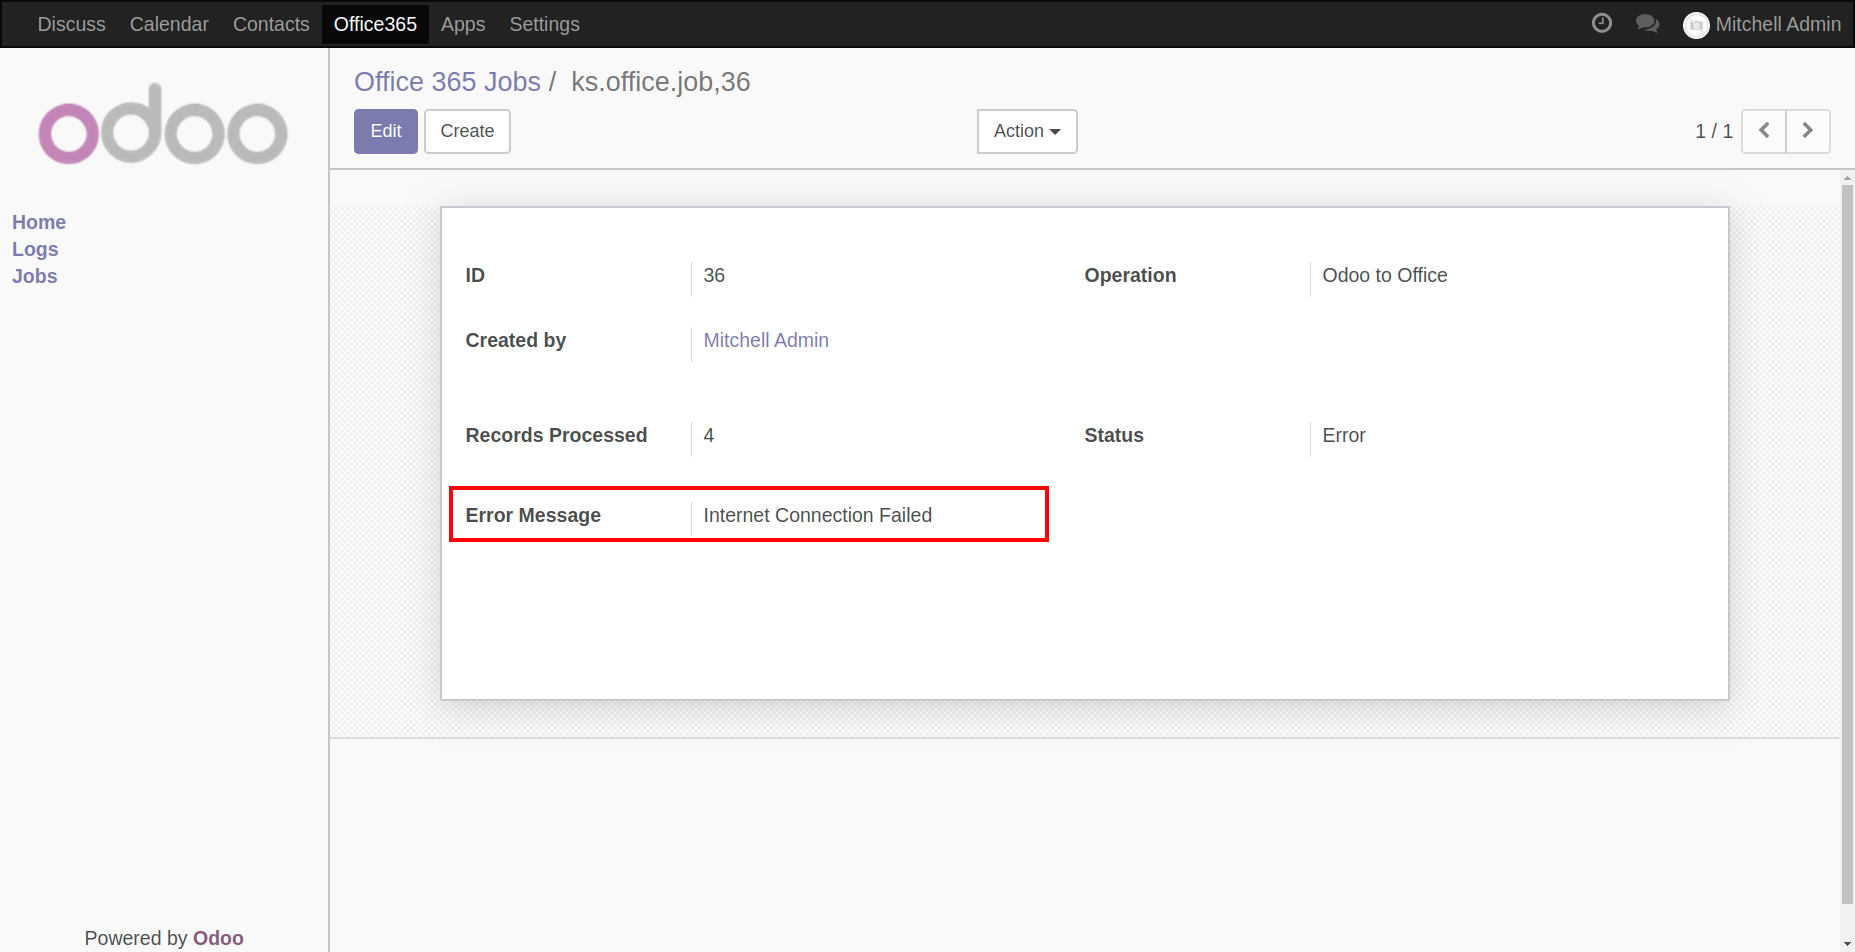 Discuss Calendar Contacts Office365 Apps Settings Mitchell Admin
odoo
Home
Logs
Jobs
Office 365 Jobs / ks.office.job,36
Edit Create Action 1 / 1
ID 36 Operation Odoo to Office
Created by Mitchell Admin
Records Processed 4 Status Error
Error Message Internet Connection Failed
Powered by Odoo